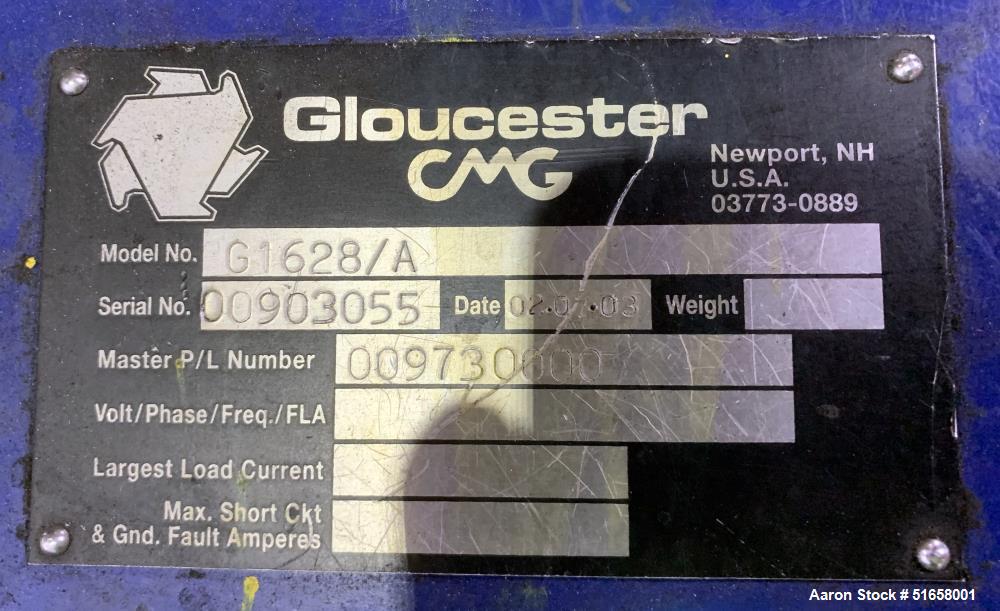 Gloucester
CMG
Newport, NH
U.S.A.
03773-0889
Model No. G1628/A
Serial No. 00903055 Date 02.07.03 Weight
Master P/L Number 009730000
Volt/Phase/Freq./FLA
Largest Load Current
Max. Short Ckt
& Gnd. Fault Amperes
Aaron Stock # 51658001